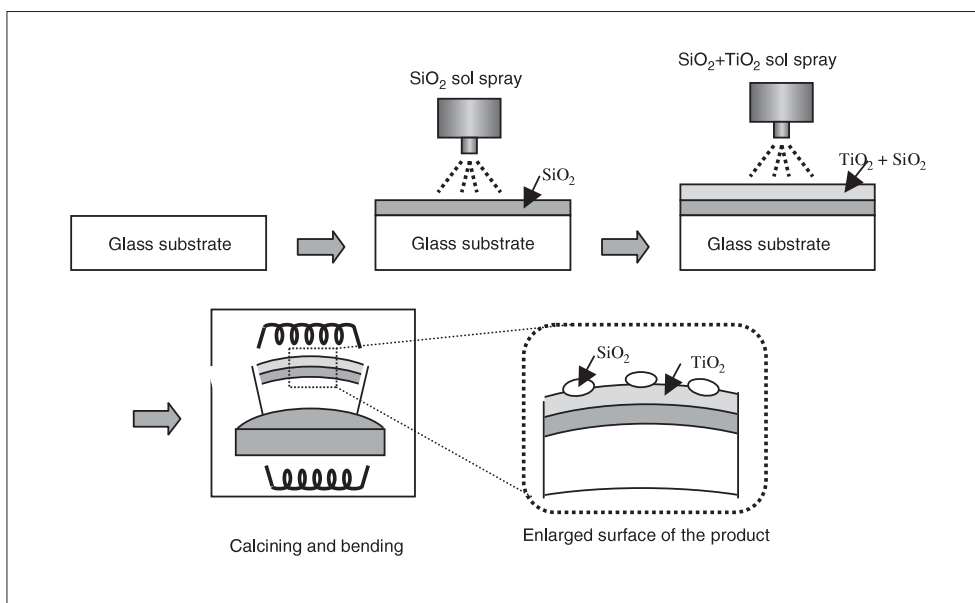 SiO₂ sol spray
SiO₂+TiO₂ sol spray
SiO₂
TiO₂ + SiO₂
Glass substrate
Glass substrate
Glass substrate
SiO₂
TiO₂
Calcining and bending
Enlarged surface of the product